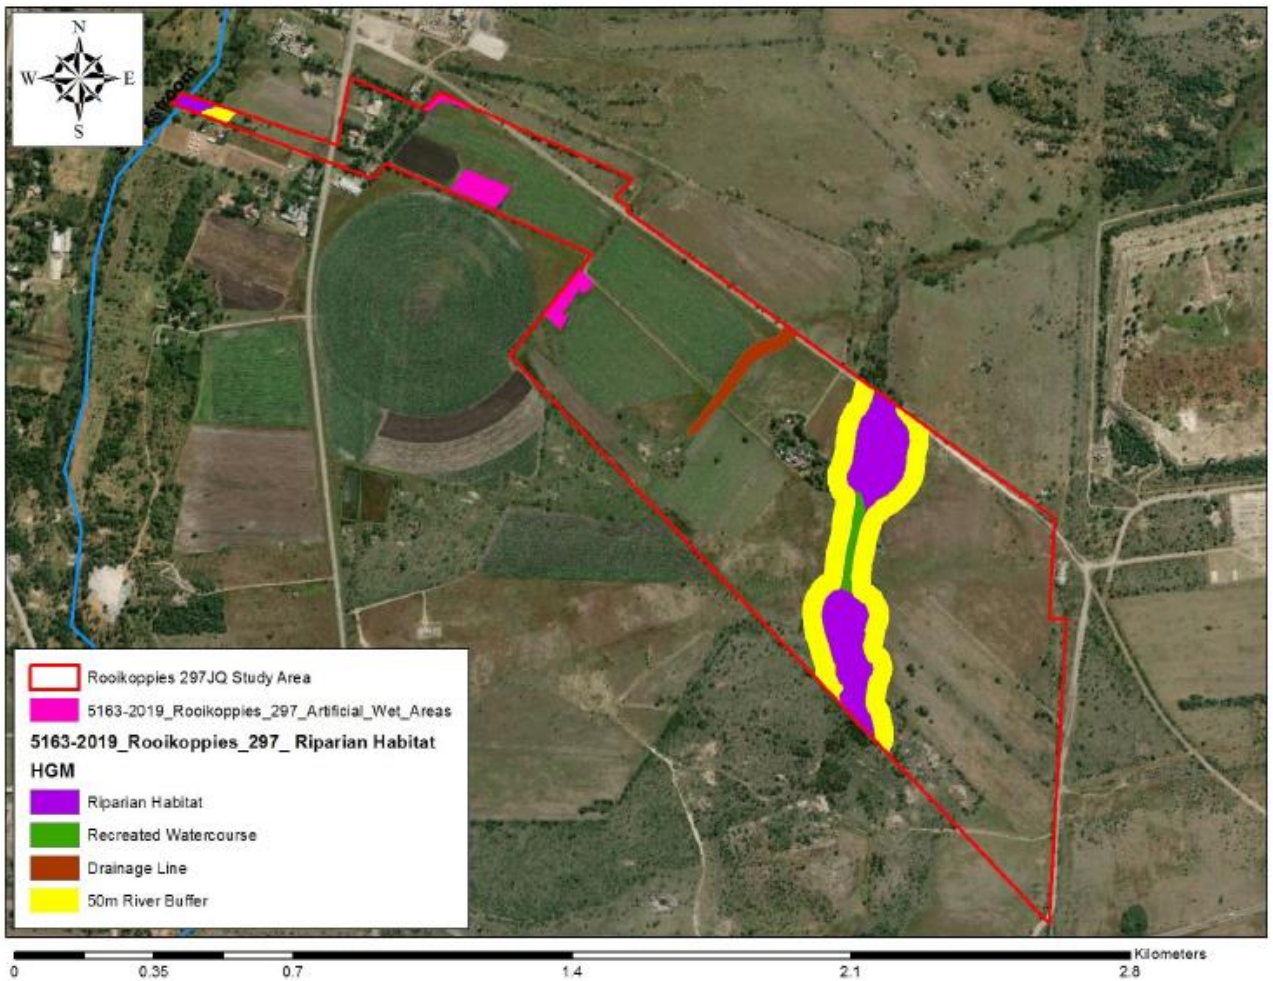 N
W E
S
Rooikoppies 297JQ Study Area
5163-2019_Rooikoppies_297_Artificial_Wet_Areas
5163-2019_Rooikoppies_297_ Riparian Habitat
HGM
Riparian Habitat
Recreated Watercourse
Drainage Line
50m River Buffer
Kilometers
0 0.35 0.7 1.4 2.1 2.8